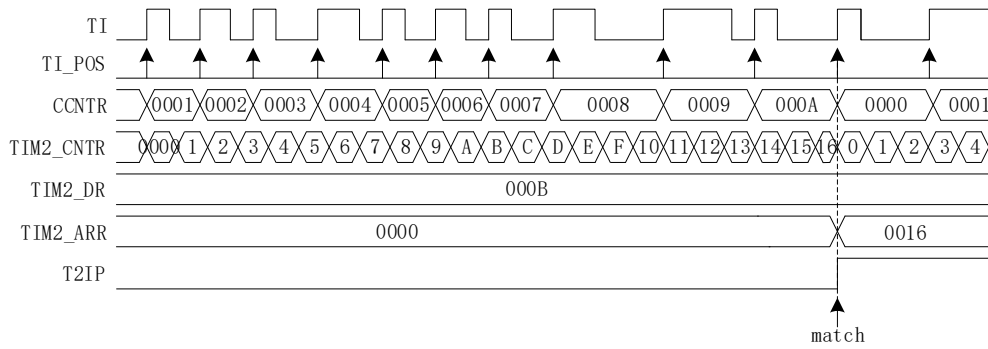 TI
TI_POS
CCNTR 0001 0002 0003 0004 0005 0006 0007 0008 0009 000A 0000 0001
TIM2_CNTR 0000 1 2 3 4 5 6 7 8 9 A B C D E F 10 11 12 13 14 15 16 0 1 2 3 4
TIM2_DR 000B
TIM2_ARR 0000 0016
T2IP
match